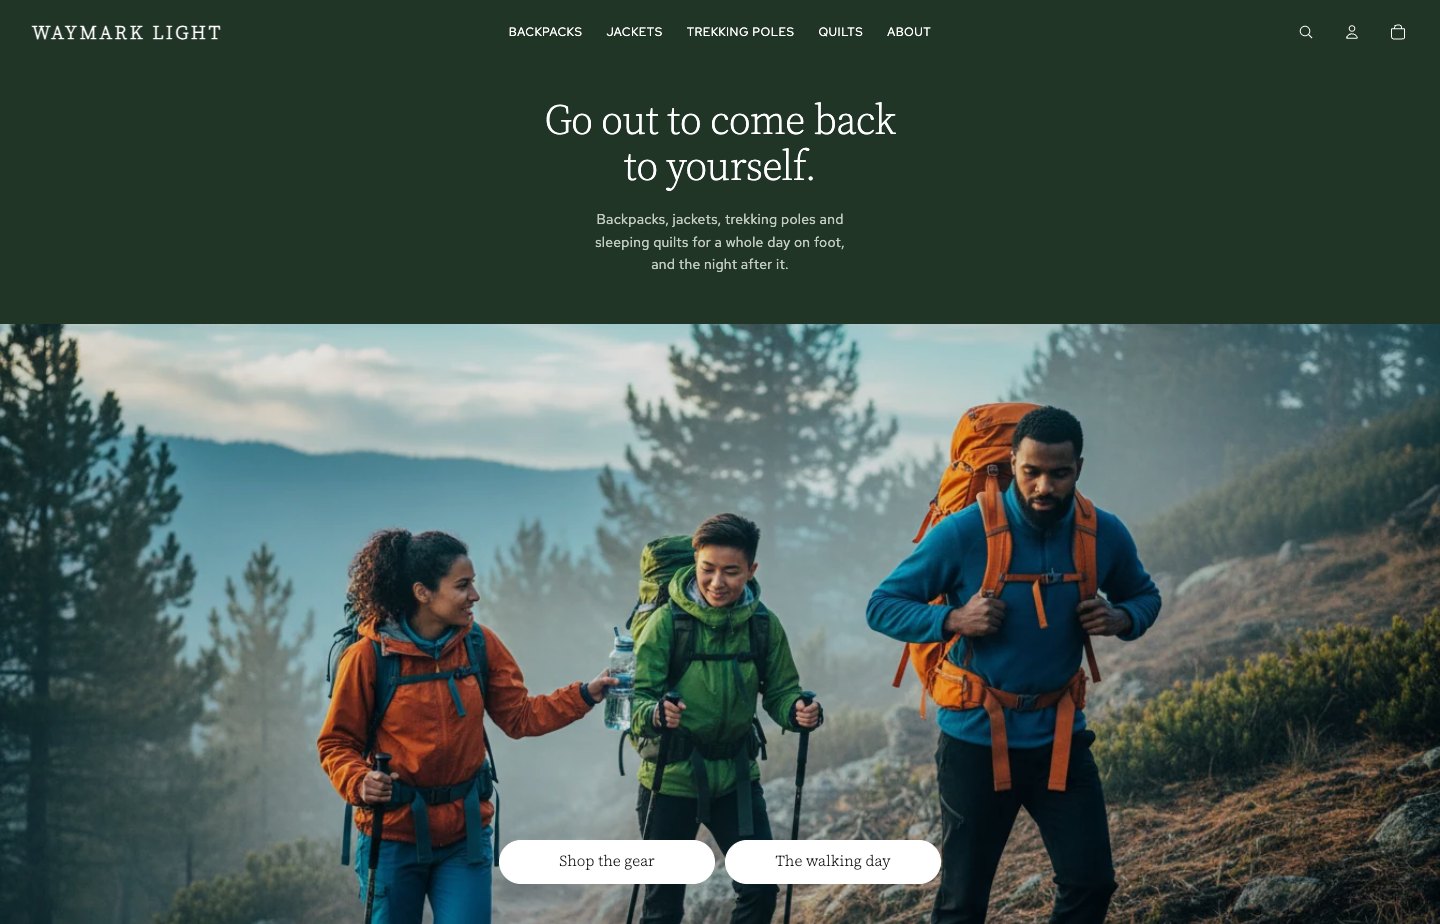 WAYMARK LIGHT
BACKPACKS JACKETS TREKKING POLES QUILTS ABOUT
Go out to come back
to yourself.
Backpacks, jackets, trekking poles and
sleeping quilts for a whole day on foot,
and the night after it.
Shop the gear
The walking day